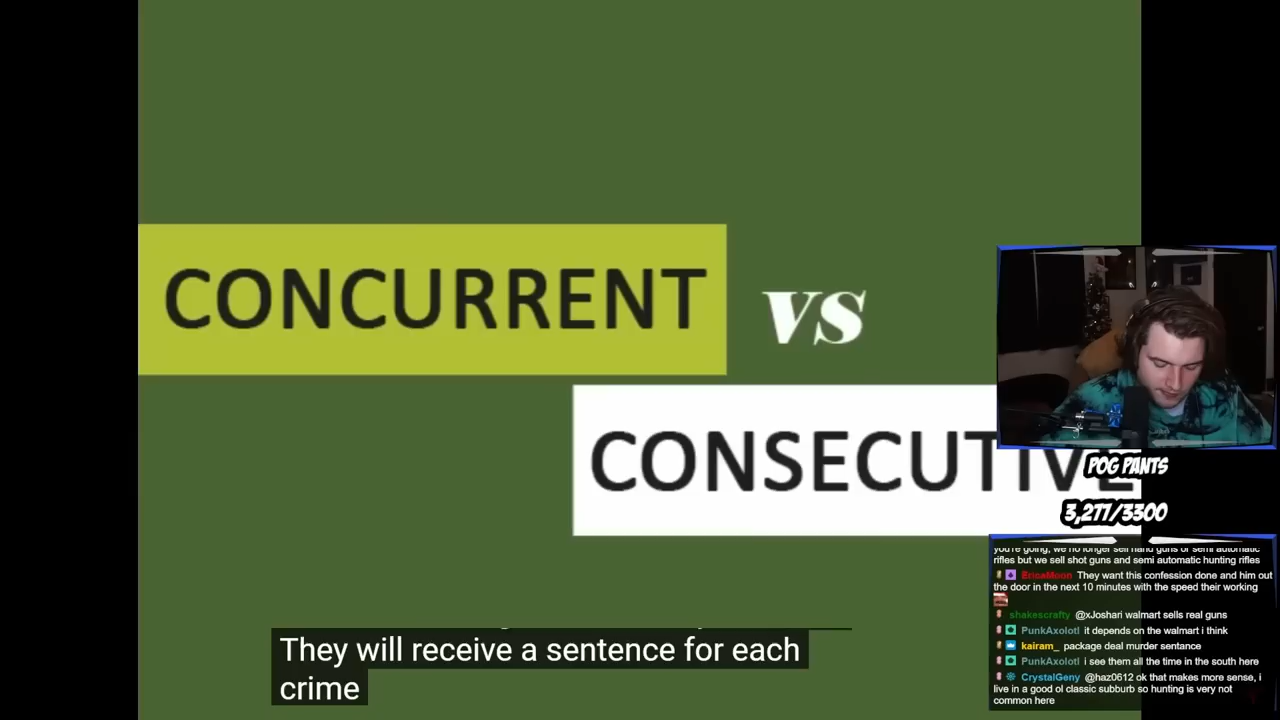 CONCURRENT
vs
CONSECUTIVE
They will receive a sentence for each
crime
POG PANTS
3,277/3300
you're going, we no longer sell hand guns or semi automatic
rifles but we sell shot guns and semi automatic hunting rifles
EricaMoon They want this confession done and him out
the door in the next 10 minutes with the speed their working
shakescrafty @xJoshari walmart sells real guns
PunkAxolotl it depends on the walmart i think
kairam_ package deal murder sentence
PunkAxolotl i see them all the time in the south here
CrystalGeny @haz0612 ok that makes more sense, i
live in a good ol classic subburb so hunting is very not
common here